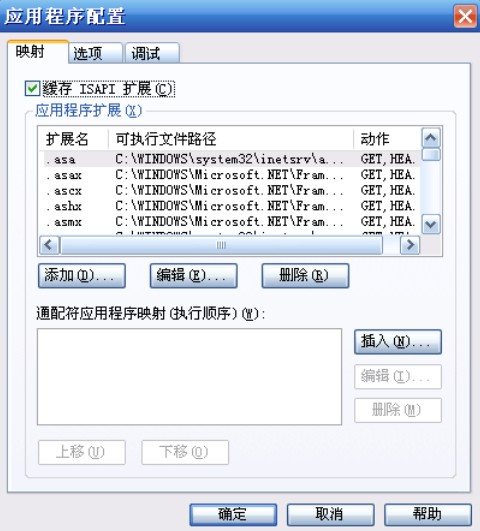 应用程序配置
映射 选项 调试
缓存 ISAPI 扩展(C)
应用程序扩展(X)
扩展名 可执行文件路径 动作
.asa C:\WINDOWS\system32\inetsrv\a... GET,HEA.
.asax C:\WINDOWS\Microsoft.NET\Fram... GET,HEA.
.ascx C:\WINDOWS\Microsoft.NET\Fram... GET,HEA.
.ashx C:\WINDOWS\Microsoft.NET\Fram... GET,HEA.
.asmx C:\WINDOWS\Microsoft.NET\Fram... GET,HEA.
添加(D)... 编辑(E)... 删除(R)
通配符应用程序映射(执行顺序)(W):
插入(N)...
编辑(I)...
删除(M)
上移(U) 下移(O)
确定 取消 帮助